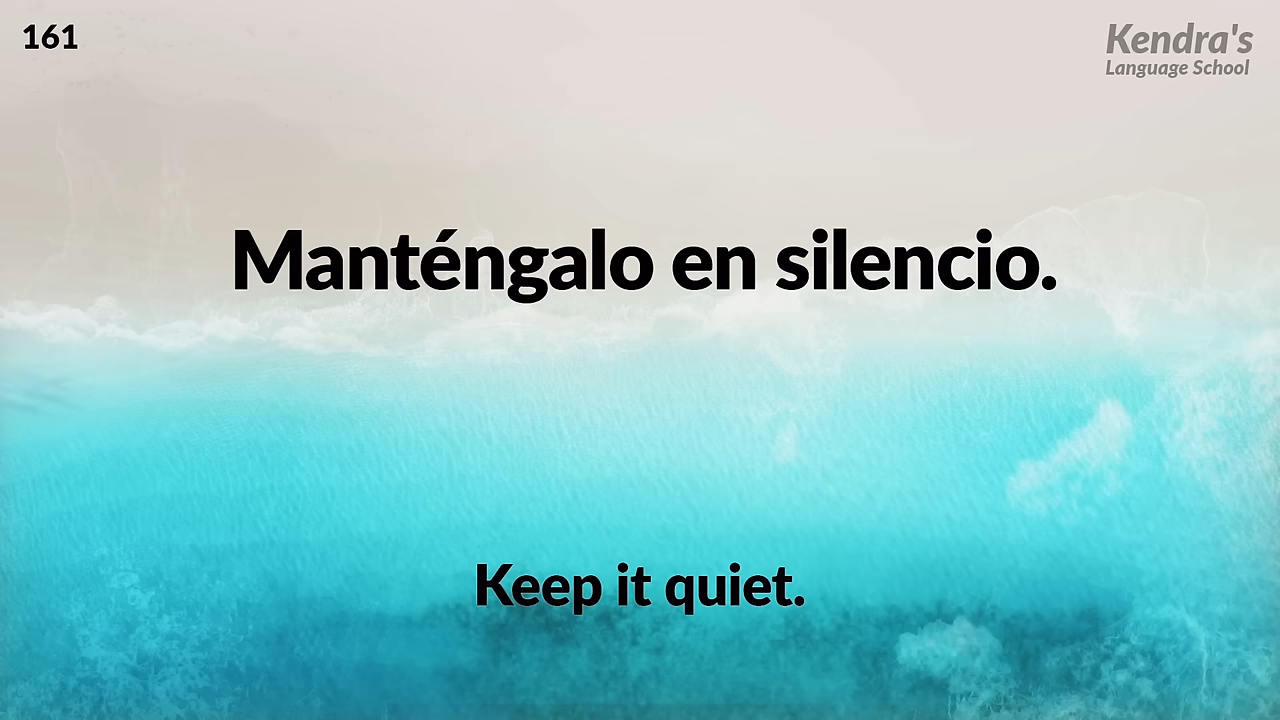 161
Kendra's
Language School
Manténgalo en silencio.
Keep it quiet.